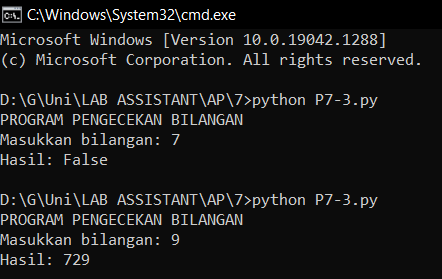 C:\Windows\System32\cmd.exe
Microsoft Windows [Version 10.0.19042.1288]
(c) Microsoft Corporation. All rights reserved.
D:\G\Uni\LAB ASSISTANT\AP\7>python P7-3.py
PROGRAM PENGECEKAN BILANGAN
Masukkan bilangan: 7
Hasil: False
D:\G\Uni\LAB ASSISTANT\AP\7>python P7-3.py
PROGRAM PENGECEKAN BILANGAN
Masukkan bilangan: 9
Hasil: 729